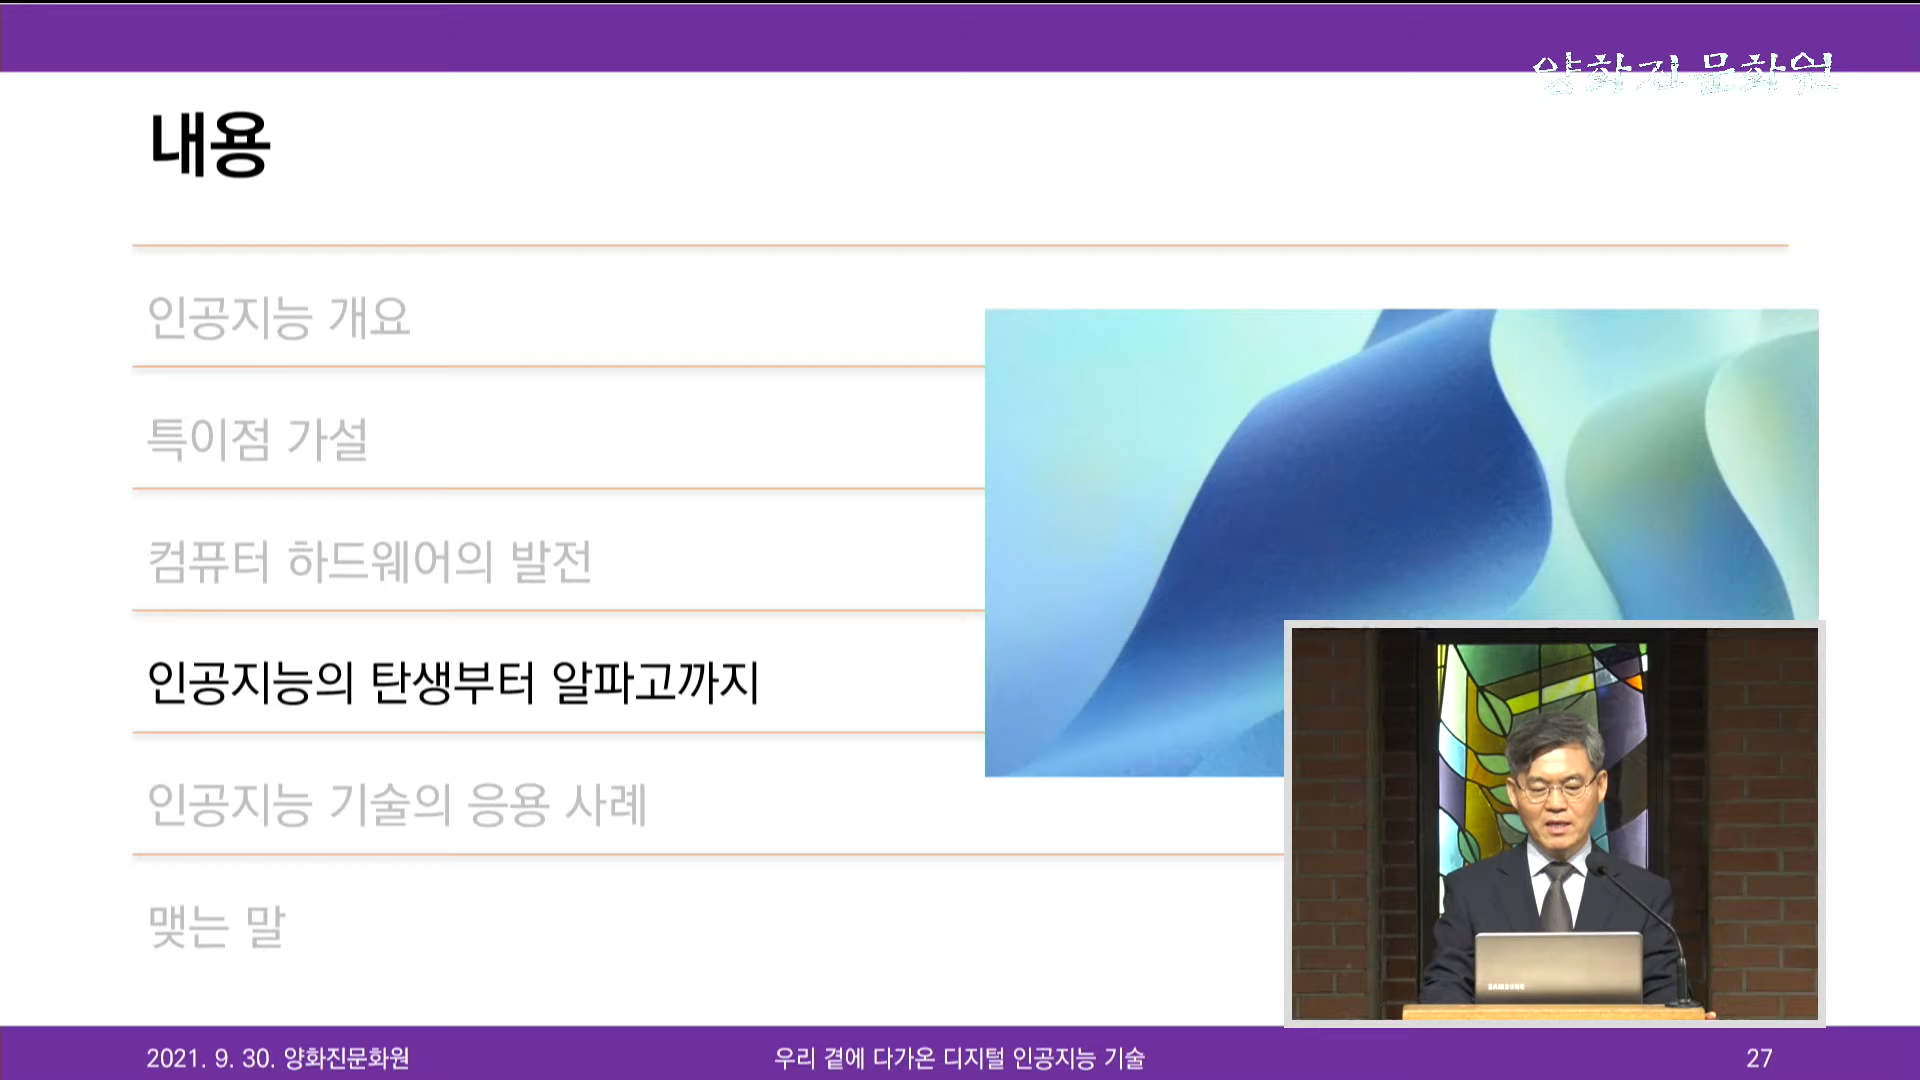 양화진문화원
내용
인공지능 개요
특이점 가설
컴퓨터 하드웨어의 발전
인공지능의 탄생부터 알파고까지
인공지능 기술의 응용 사례
맺는 말
SAMSUNG
2021. 9. 30. 양화진문화원
우리 곁에 다가온 디지털 인공지능 기술
27